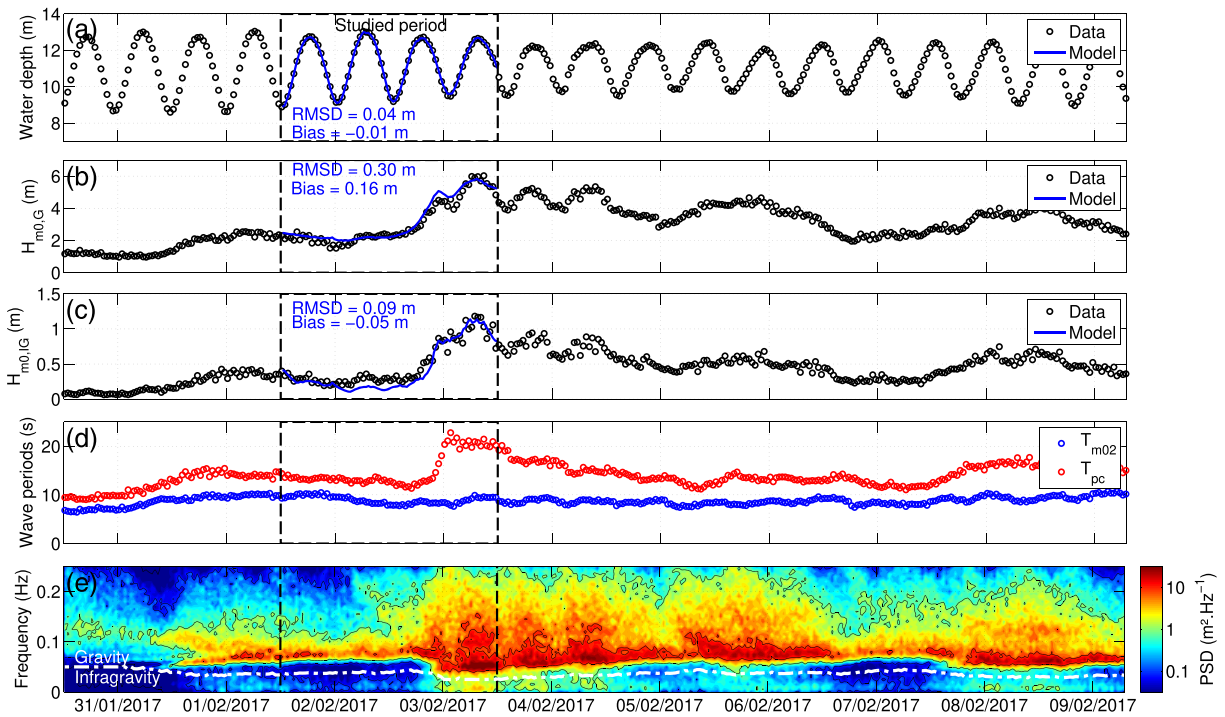 (a)
Studied period
Water depth (m)
14
12
10
8
Data
Model
RMSD = 0.04 m
Bias = −0.01 m
(b)
H_m0,G (m)
6
4
2
0
RMSD = 0.30 m
Bias = 0.16 m
Data
Model
(c)
H_m0,IG (m)
1.5
1
0.5
0
RMSD = 0.09 m
Bias = −0.05 m
Data
Model
(d)
Wave periods (s)
20
10
0
T_m02
T_pc
(e)
Frequency (Hz)
0.2
0.1
0
Gravity
Infragravity
31/01/2017 01/02/2017 02/02/2017 03/02/2017 04/02/2017 05/02/2017 06/02/2017 07/02/2017 08/02/2017 09/02/2017
10
1
0.1
PSD (m².Hz⁻¹)